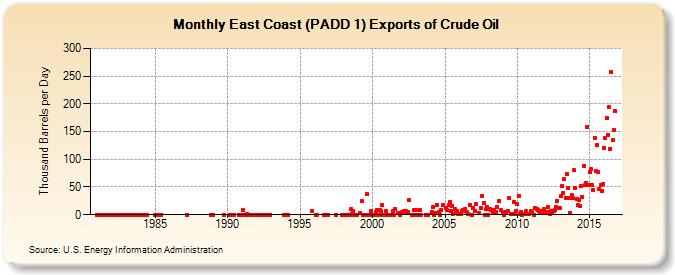 Monthly East Coast (PADD 1) Exports of Crude Oil
Thousand Barrels per Day
300
250
200
150
100
50
0
1985 1990 1995 2000 2005 2010 2015
Source: U.S. Energy Information Administration